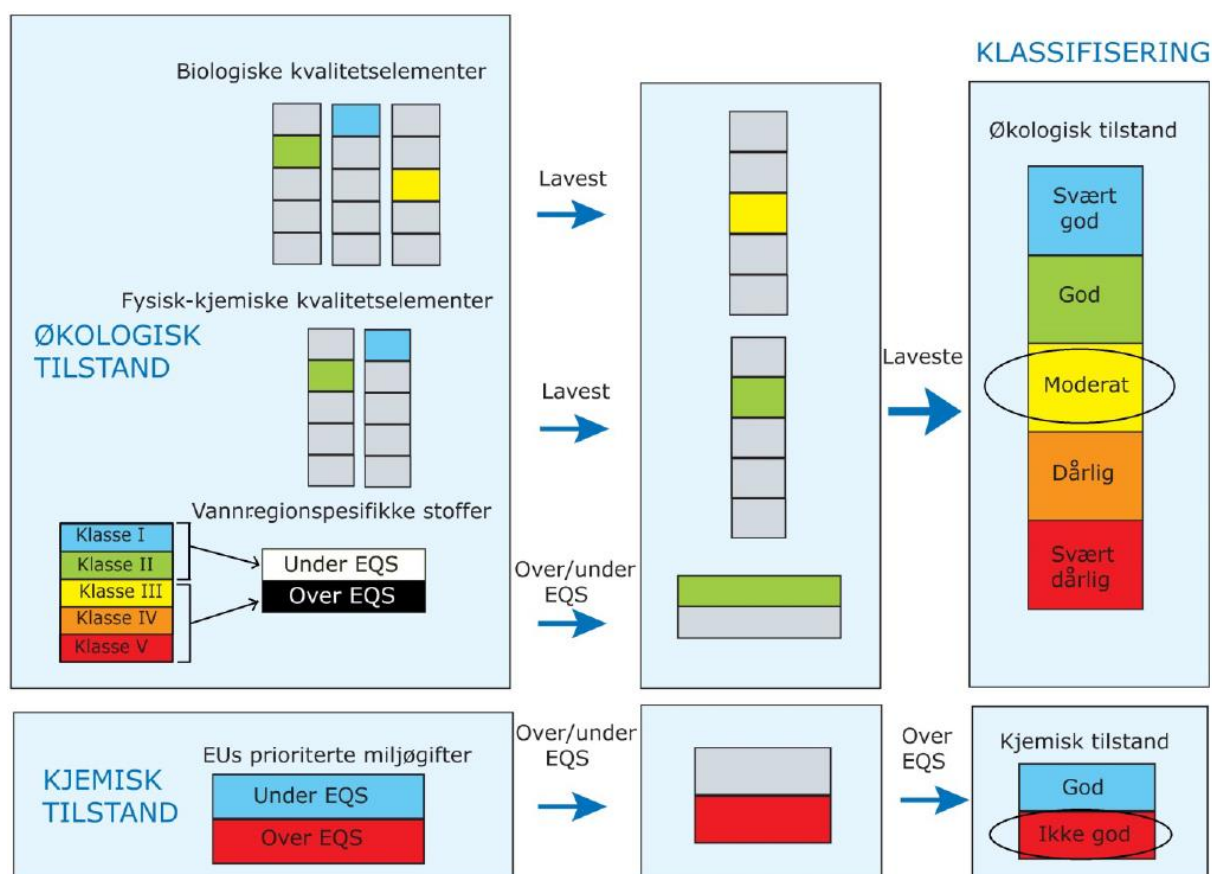 KLASSIFISERING
Biologiske kvalitetselementer
Lavest
Økologisk tilstand
Svært
god
God
Moderat
Dårlig
Svært
dårlig
Fysisk-kjemiske kvalitetselementer
ØKOLOGISK
TILSTAND
Lavest
Laveste
Vannregionspesifikke stoffer
Klasse I
Klasse II
Klasse III
Klasse IV
Klasse V
Under EQS
Over EQS
Over/under
EQS
KJEMISK
TILSTAND
EUs prioriterte miljøgifter
Under EQS
Over EQS
Over/under
EQS
Over
EQS
Kjemisk tilstand
God
Ikke god